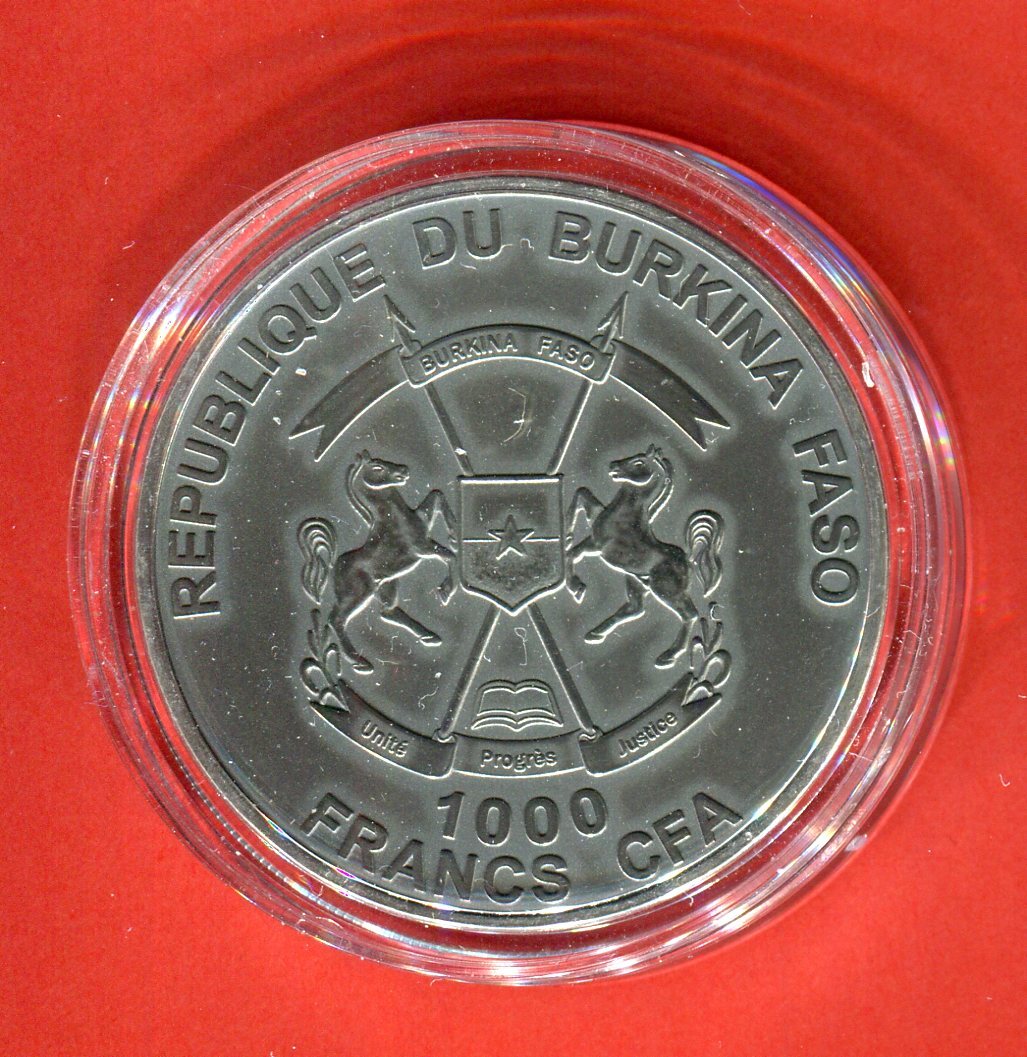 REPUBLIQUE DU BURKINA FASO
BURKINA FASO
Unité Progrès Justice
1000
FRANCS CFA